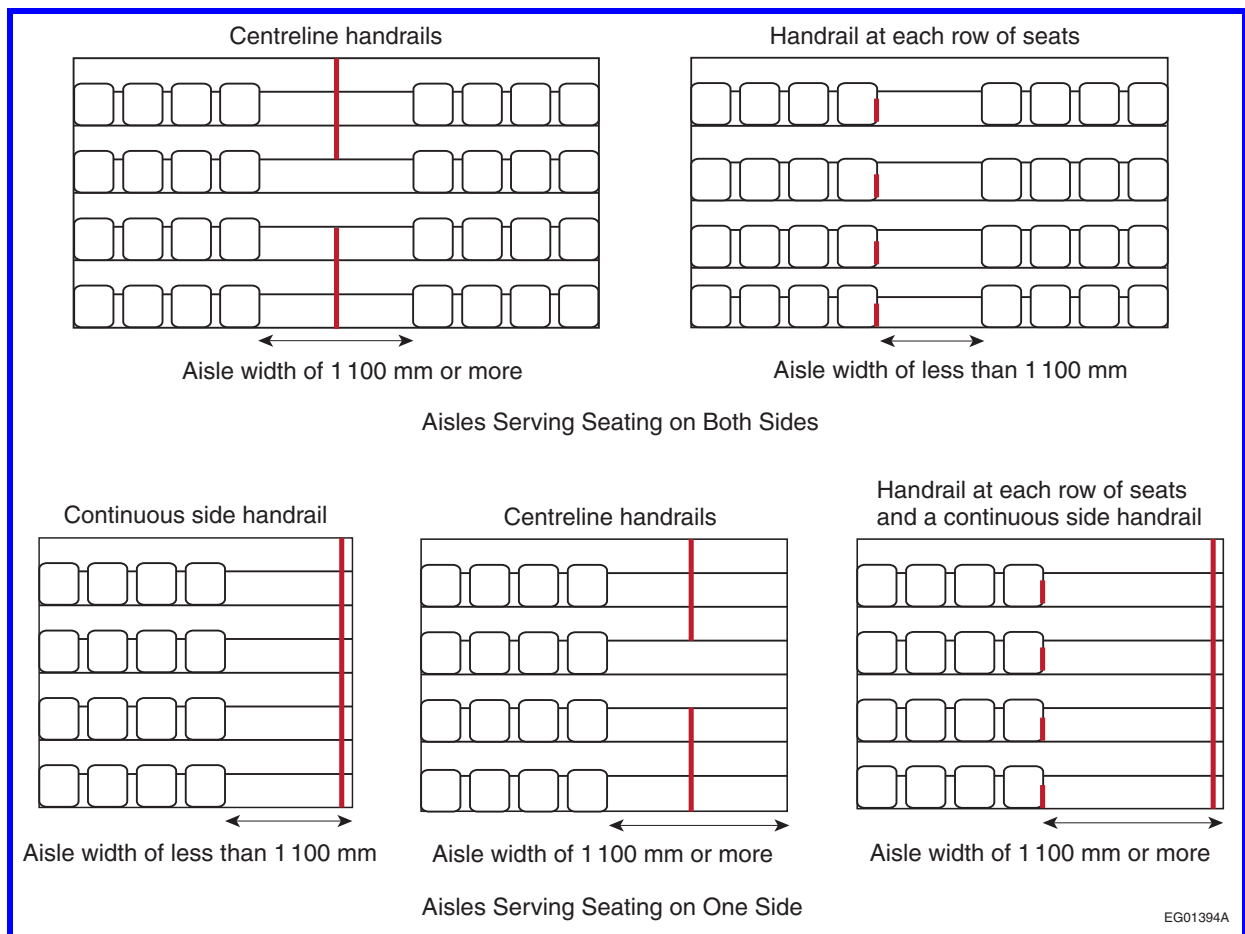 Centreline handrails
Handrail at each row of seats
Aisle width of 1 100 mm or more
Aisle width of less than 1 100 mm
Aisles Serving Seating on Both Sides
Continuous side handrail
Centreline handrails
Handrail at each row of seats
and a continuous side handrail
Aisle width of less than 1 100 mm
Aisle width of 1 100 mm or more
Aisle width of 1 100 mm or more
Aisles Serving Seating on One Side
EG01394A